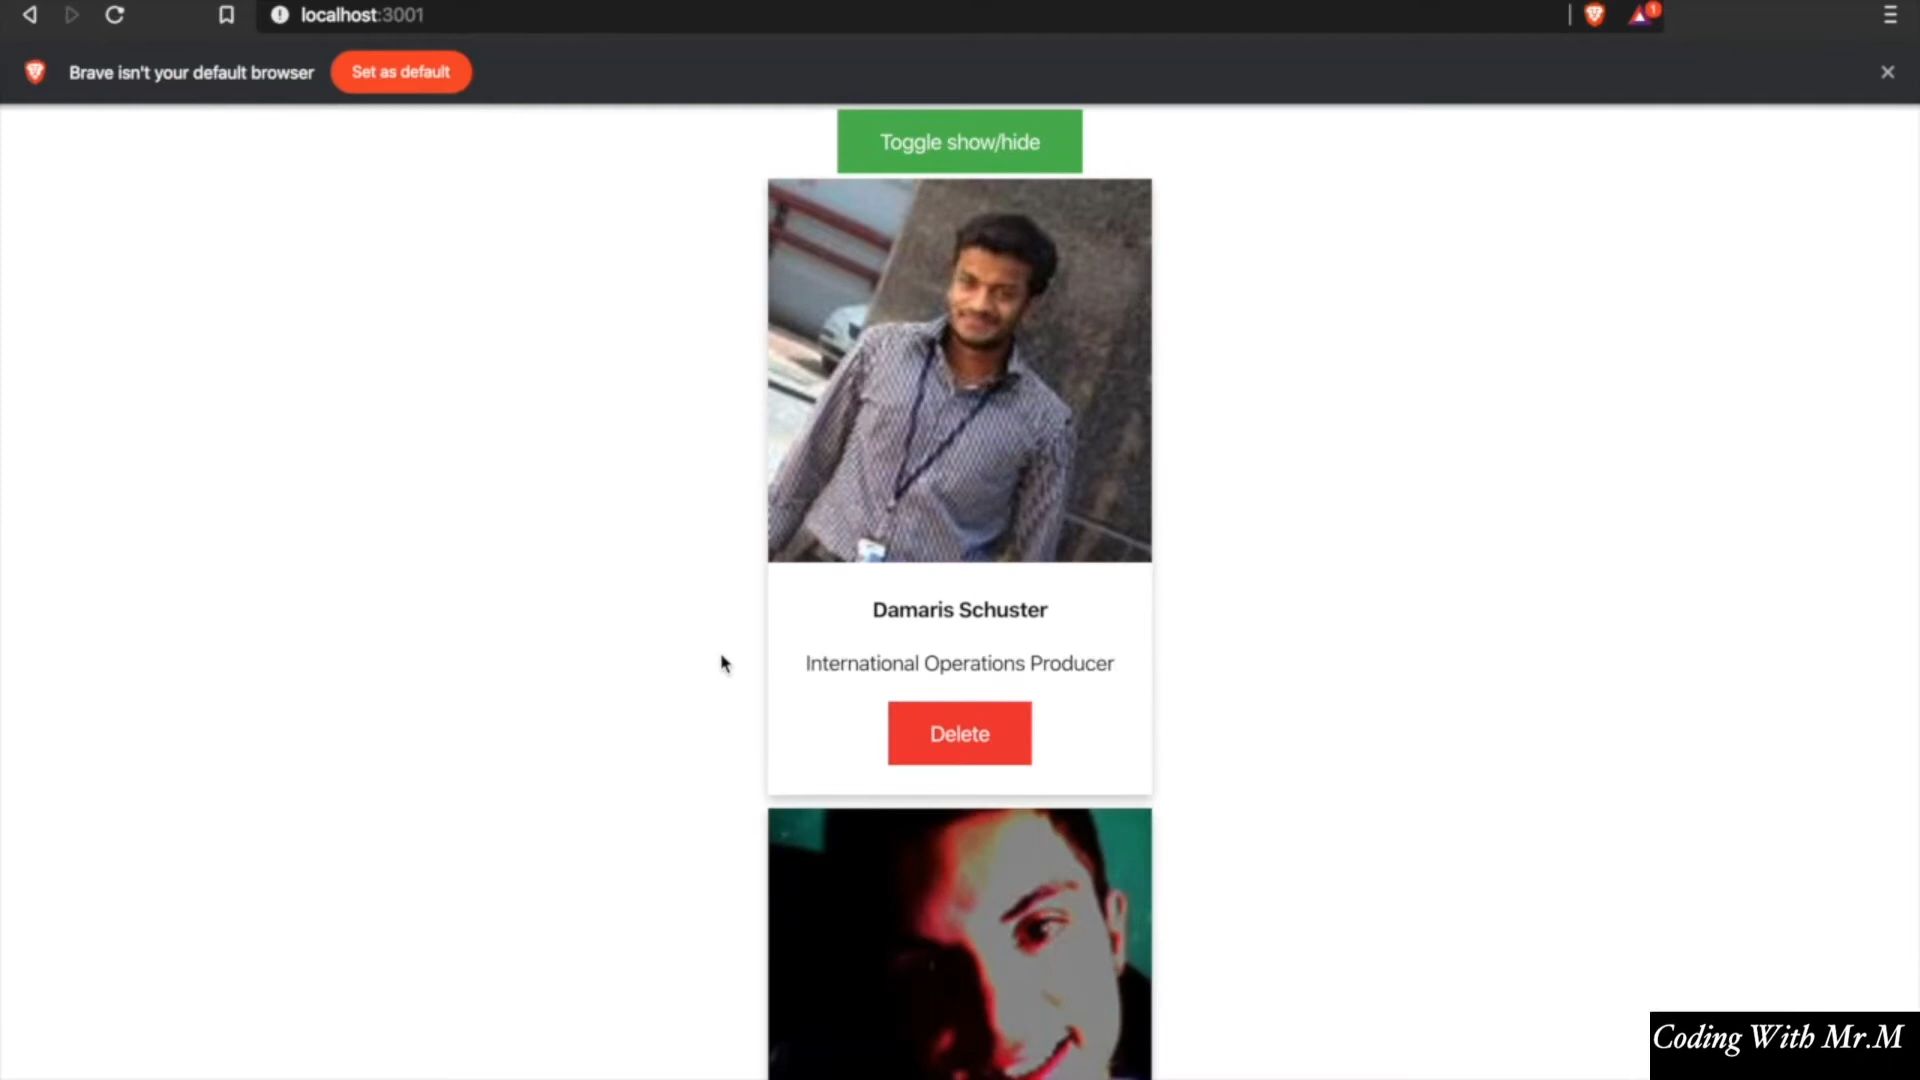 localhost:3001
1
Brave isn't your default browser
Set as default
Toggle show/hide
Damaris Schuster
International Operations Producer
Delete
Coding With Mr.M